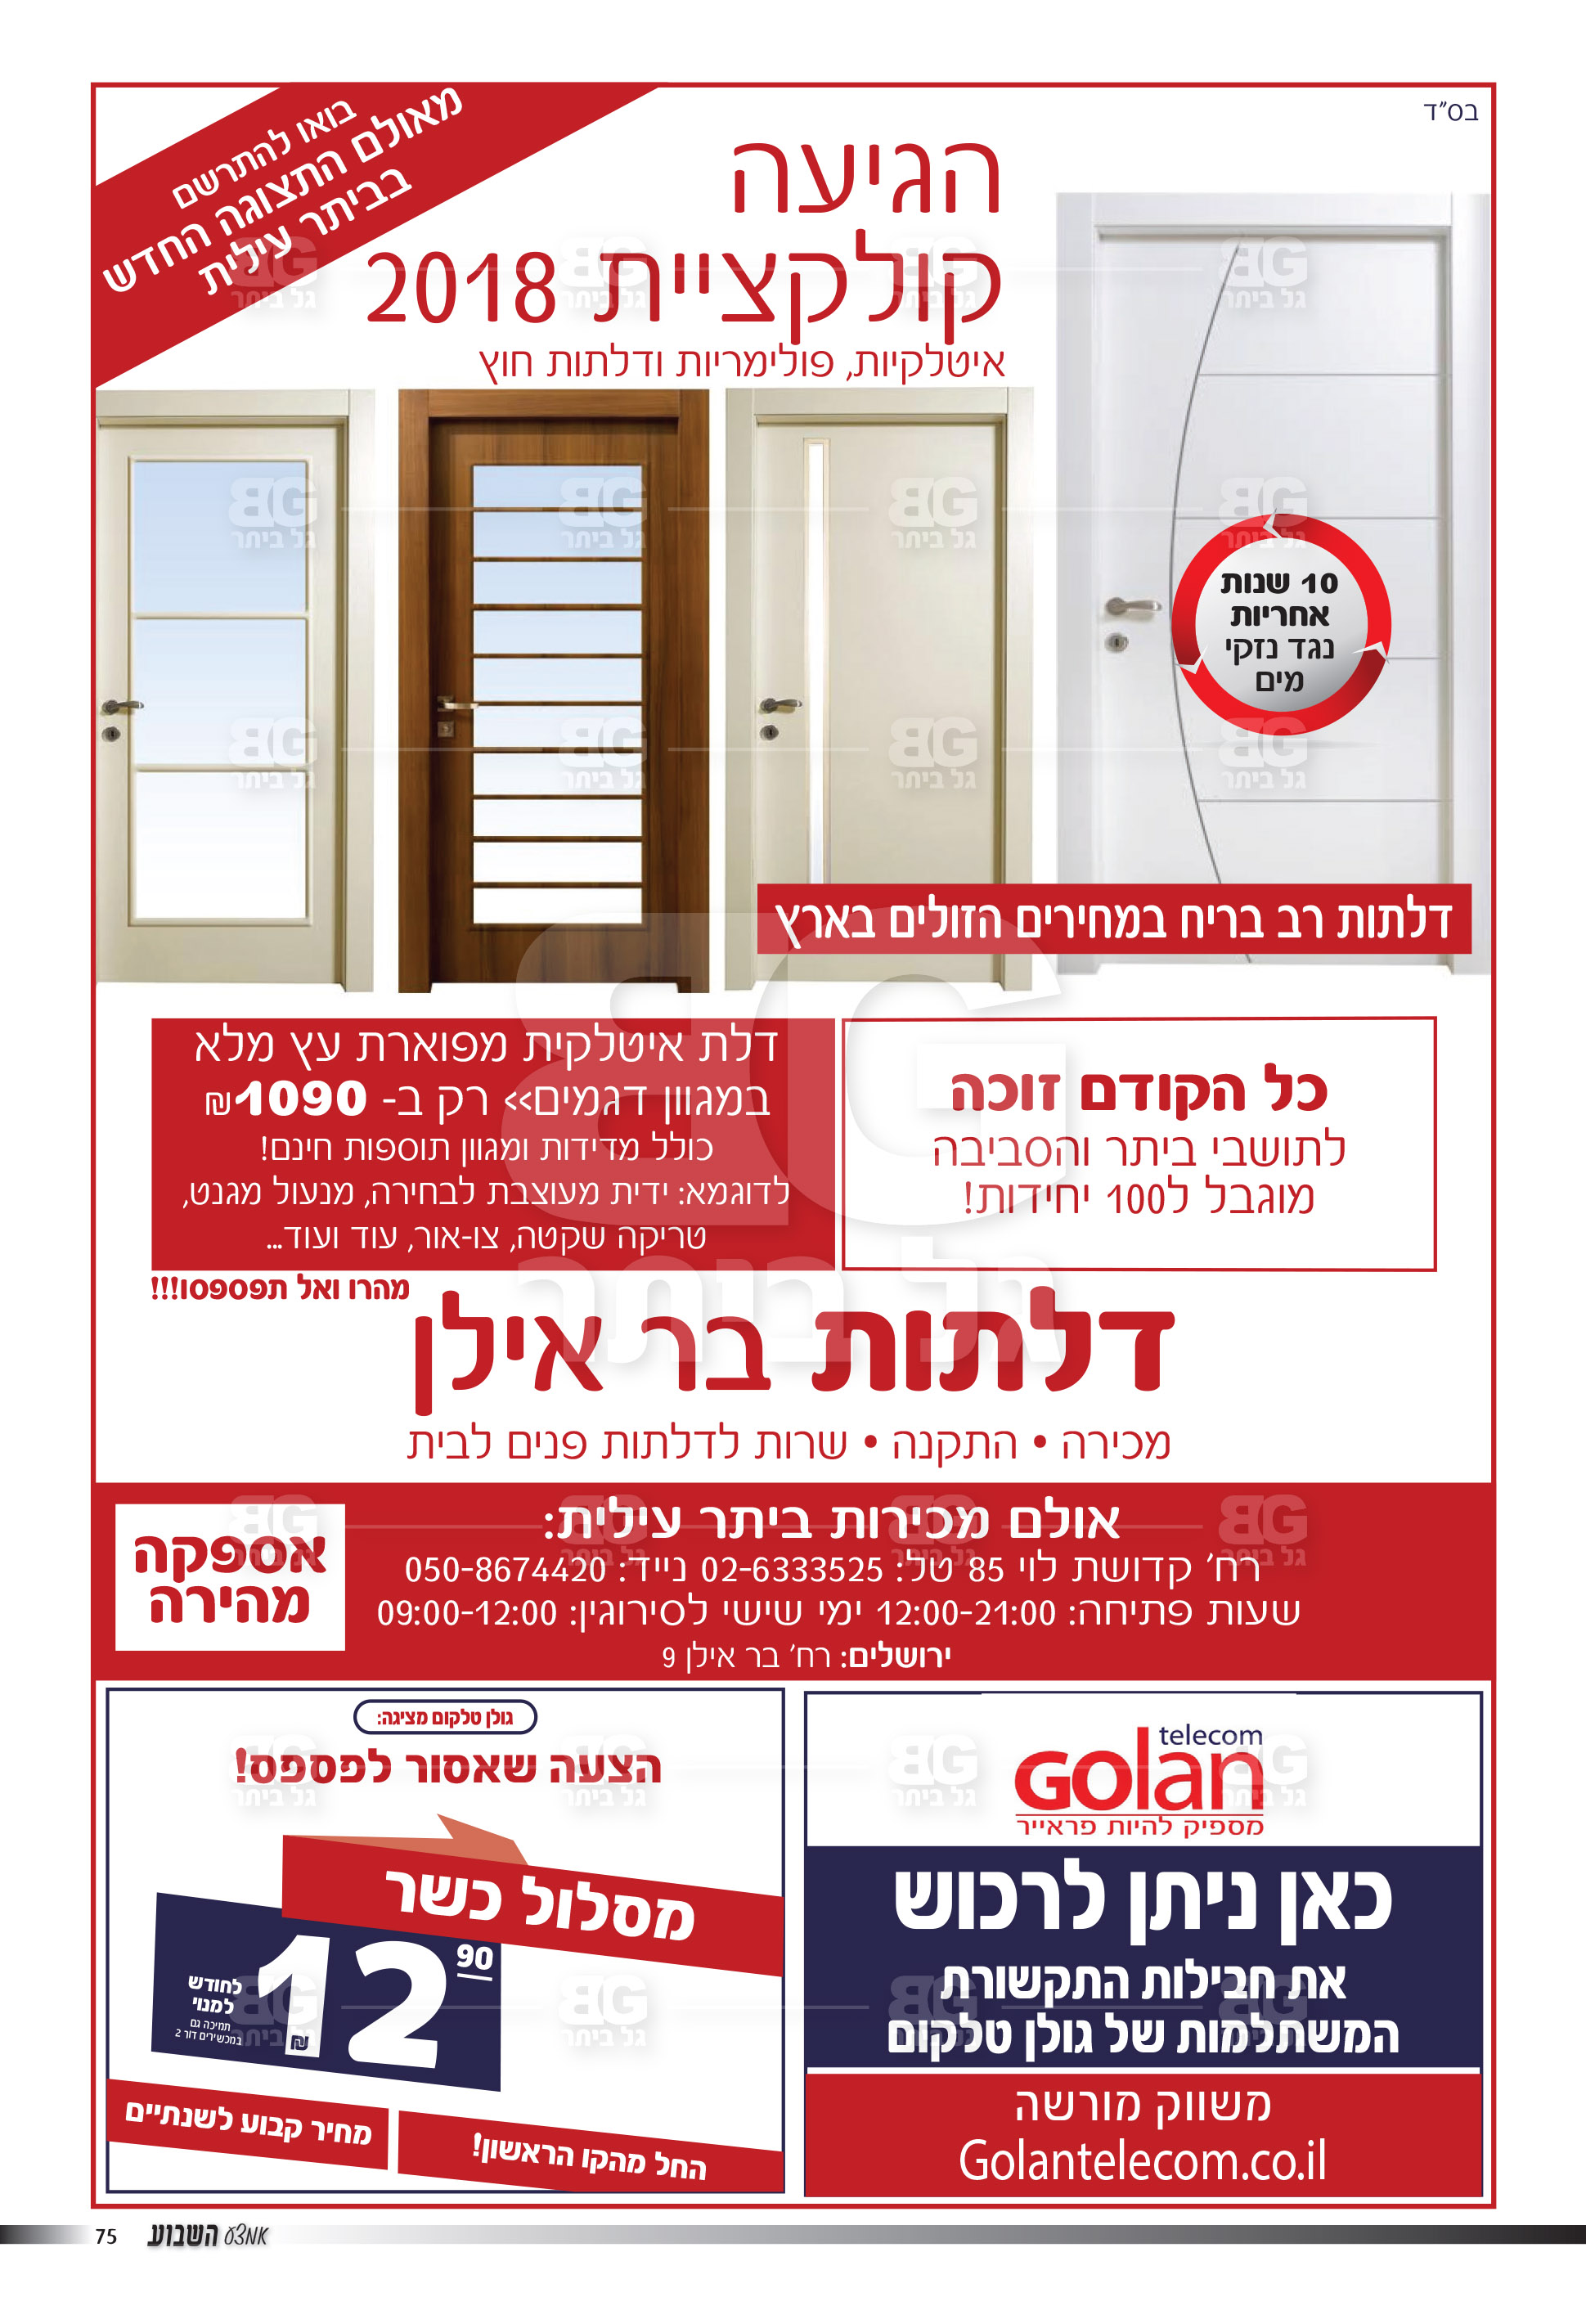 בס"ד
בואו להתרשם
מאולם התצוגה החדש
בביתר עילית
הגיעה
קולקציית 2018
איטלקיות, פולימריות ודלתות חוץ
10 שנות
אחריות
נגד נזקי
מים
דלתות רב בריח במחירים הזולים בארץ
כל הקודם זוכה
לתושבי ביתר והסביבה
מוגבל ל100 יחידות!
דלת איטלקית מפוארת עץ מלא
במגוון דגמים>> רק ב- 1090₪
כולל מדידות ומגוון תוספות חינם!
לדוגמא: ידית מעוצבת לבחירה, מנעול מגנט,
טריקה שקטה, צו-אור, עוד ועוד...
מהרו ואל תפספסו!!!
דלתות בר אילן
מכירה • התקנה • שרות לדלתות פנים לבית
אולם מכירות ביתר עילית:
רח' קדושת לוי 85 טל: 02-6333525 נייד: 050-8674420
שעות פתיחה: 12:00-21:00 ימי שישי לסירוגין: 09:00-12:00
ירושלים: רח' בר אילן 9
אספקה
מהירה
telecom
Golan
מספיק להיות פראייר
כאן ניתן לרכוש
את חבילות התקשורת
המשתלמות של גולן טלקום
משווק מורשה
Golantelecom.co.il
גולן טלקום מציגה:
הצעה שאסור לפספס!
מסלול כשר
12.90 ₪
לחודש
למנוי
תמיכה גם
במכשירים דור 2
החל מהקו הראשון!
מחיר קבוע לשנתיים
BG
גל ביתר
אמצע השבוע
75